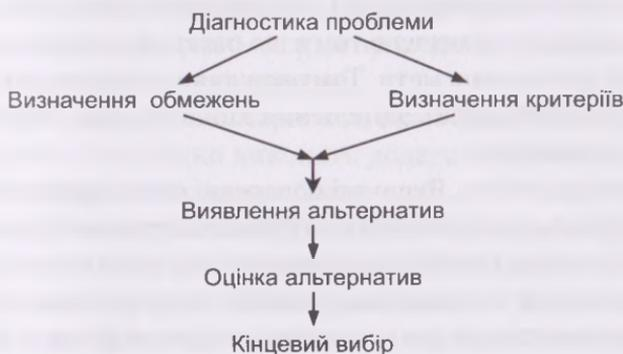 Діагностика проблеми
Визначення обмежень
Визначення критеріїв
Виявлення альтернатив
Оцінка альтернатив
Кінцевий вибір